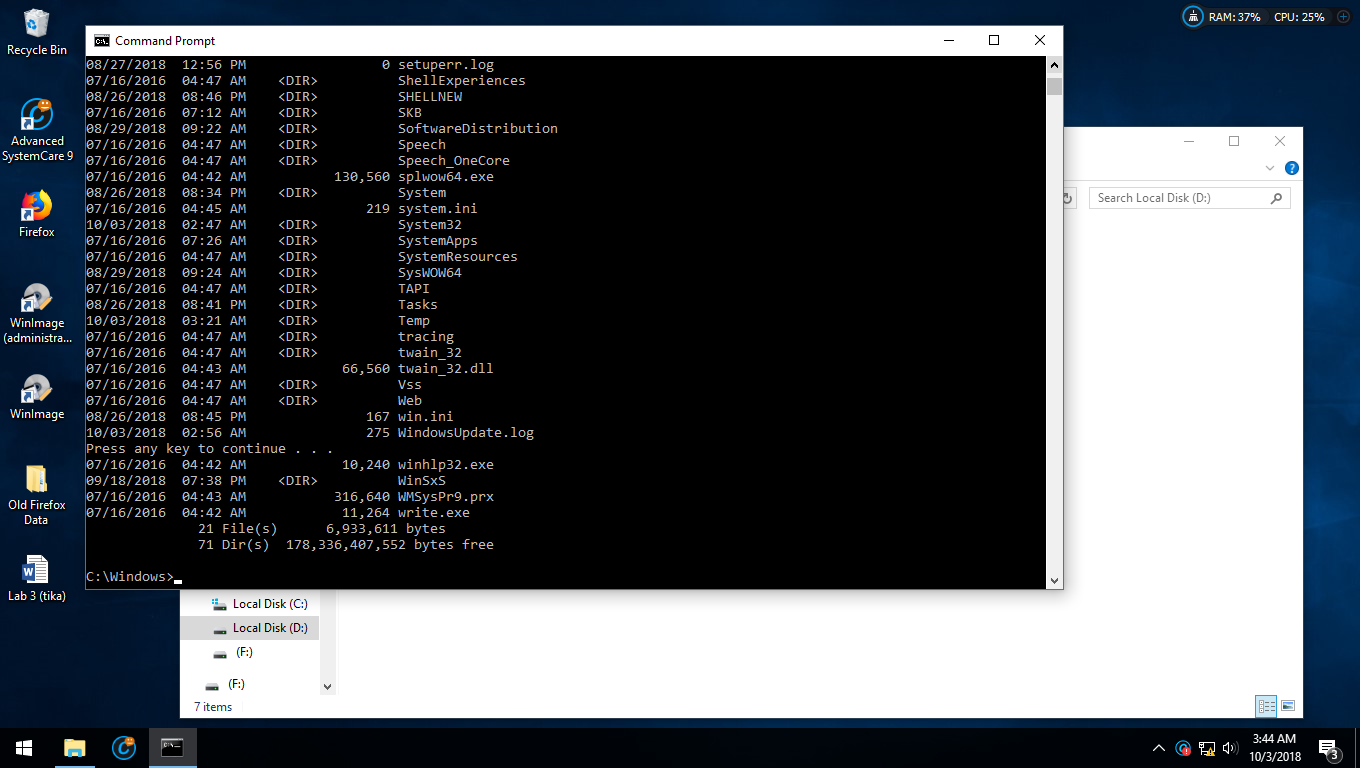 Recycle Bin
Advanced
SystemCare 9
Firefox
WinImage
(administra...
WinImage
Old Firefox
Data
Lab 3 (tika)
RAM: 37% CPU: 25%
Command Prompt
08/27/2018  12:56 PM                 0 setuperr.log
07/16/2016  04:47 AM    <DIR>          ShellExperiences
08/26/2018  08:46 PM    <DIR>          SHELLNEW
07/16/2016  07:12 AM    <DIR>          SKB
08/29/2018  09:22 AM    <DIR>          SoftwareDistribution
07/16/2016  04:47 AM    <DIR>          Speech
07/16/2016  04:47 AM    <DIR>          Speech_OneCore
07/16/2016  04:42 AM           130,560 splwow64.exe
08/26/2018  08:34 PM    <DIR>          System
07/16/2016  04:45 AM               219 system.ini
10/03/2018  02:47 AM    <DIR>          System32
07/16/2016  07:26 AM    <DIR>          SystemApps
07/16/2016  04:47 AM    <DIR>          SystemResources
08/29/2018  09:24 AM    <DIR>          SysWOW64
07/16/2016  04:47 AM    <DIR>          TAPI
08/26/2018  08:41 PM    <DIR>          Tasks
10/03/2018  03:21 AM    <DIR>          Temp
07/16/2016  04:47 AM    <DIR>          tracing
07/16/2016  04:47 AM    <DIR>          twain_32
07/16/2016  04:43 AM            66,560 twain_32.dll
07/16/2016  04:47 AM    <DIR>          Vss
07/16/2016  04:47 AM    <DIR>          Web
08/26/2018  08:45 PM               167 win.ini
10/03/2018  02:56 AM               275 WindowsUpdate.log
Press any key to continue . . .
07/16/2016  04:42 AM            10,240 winhlp32.exe
09/18/2018  07:38 PM    <DIR>          WinSxS
07/16/2016  04:43 AM           316,640 WMSysPr9.prx
07/16/2016  04:42 AM            11,264 write.exe
              21 File(s)      6,933,611 bytes
              71 Dir(s)  178,336,407,552 bytes free
C:\Windows>
Search Local Disk (D:)
Local Disk (C:)
Local Disk (D:)
(F:)
(F:)
7 items
3:44 AM
10/3/2018
3